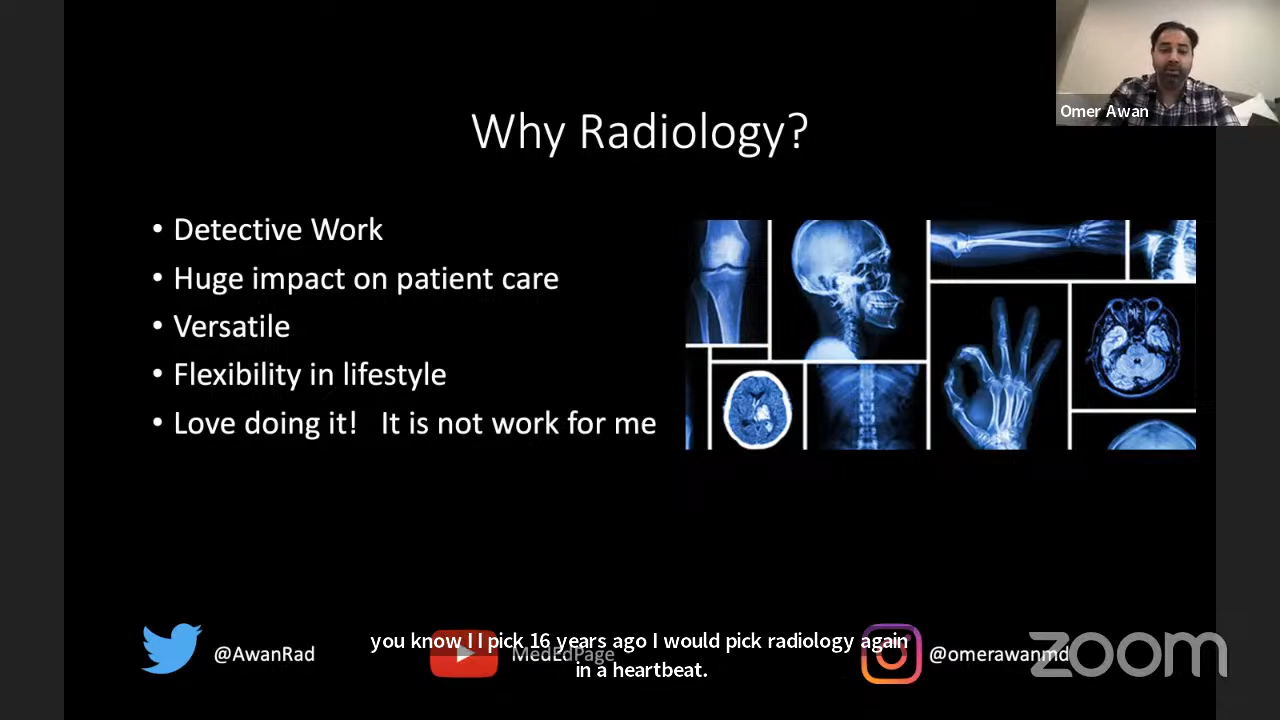 Omer Awan
Why Radiology?
• Detective Work
• Huge impact on patient care
• Versatile
• Flexibility in lifestyle
• Love doing it!   It is not work for me
you know I I pick 16 years ago I would pick radiology again
in a heartbeat.
@AwanRad
MedEdPage
@omerawanmd
zoom